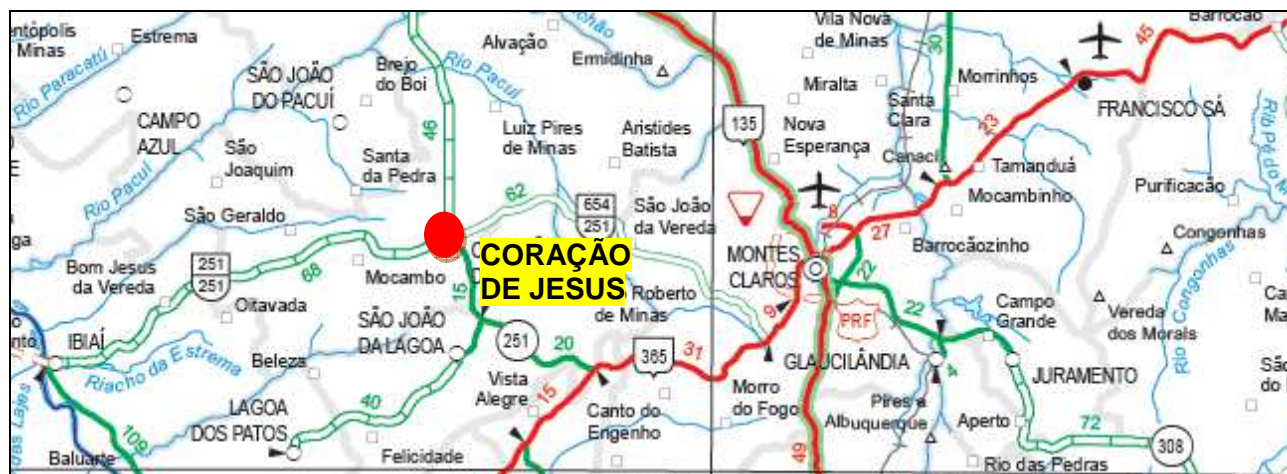 Minas
Estrema
Rio Paracatú
CAMPO
AZUL
Rio Pacuí
SÃO JOÃO
DO PACUÍ
Brejo
do Boi
Alvação
Ermidinha
Rio Pacuí
46
São
Joaquim
Santa
da Pedra
Luiz Pires
de Minas
Aristides
Batista
São Geraldo
62
654
251
São João
da Vereda
Bom Jesus
da Vereda
251
251
68
Mocambo
CORAÇÃO
DE JESUS
Oitavada
15
Roberto
de Minas
SÃO JOÃO
DA LAGOA
251
20
365
31
9
IBIAÍ
Riacho da Estrema
Beleza
Vista
Alegre
15
LAGOA
DOS PATOS
40
Canto do
Engenho
Morro
do Fogo
109
Baluarte
Felicidade
Vila Nova
de Minas
30
45
Barrocão
135
Miralta
Santa
Clara
Morrinhos
FRANCISCO SÁ
Nova
Esperança
23
Canaci
Tamanduá
Mocambinho
Purificação
8
27
Barrocãozinho
Congonhas
MONTES
CLAROS
22
22
PRF
Campo
Grande
Vereda
dos Morais
Rio Congonhas
GLAUCILÂNDIA
4
JURAMENTO
Pires e
Albuquerque
Aperto
72
308
49
Rio das Pedras